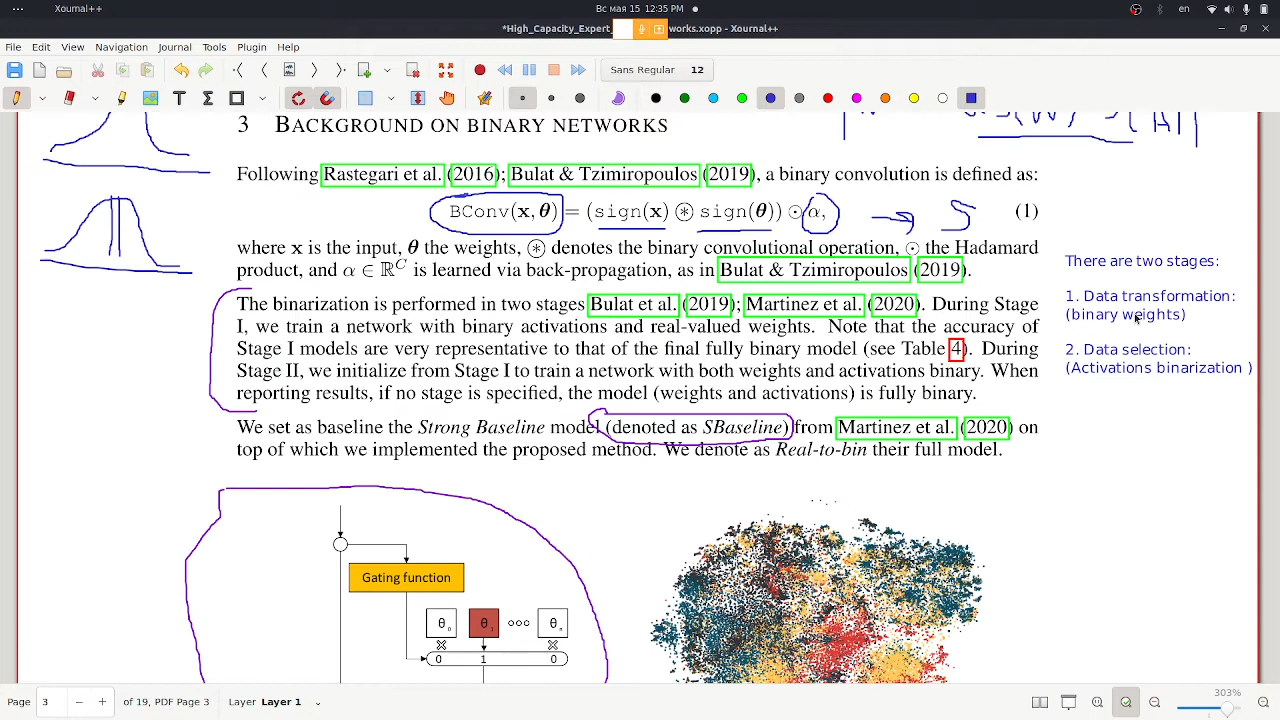 Xournal++
Вс мая 15 12:35 PM
en
*High_Capacity_Expert_ works.xopp - Xournal++
File Edit View Navigation Journal Tools Plugin Help
Sans Regular 12
3 BACKGROUND ON BINARY NETWORKS
Following Rastegari et al. (2016); Bulat & Tzimiropoulos (2019), a binary convolution is defined as:
BConv(x, θ) = (sign(x) ⊛ sign(θ)) ⊙ α, → S (1)
where x is the input, θ the weights, ⊛ denotes the binary convolutional operation, ⊙ the Hadamard
product, and α ∈ ℝ^C is learned via back-propagation, as in Bulat & Tzimiropoulos (2019).
The binarization is performed in two stages Bulat et al. (2019); Martinez et al. (2020). During Stage
I, we train a network with binary activations and real-valued weights. Note that the accuracy of
Stage I models are very representative to that of the final fully binary model (see Table 4). During
Stage II, we initialize from Stage I to train a network with both weights and activations binary. When
reporting results, if no stage is specified, the model (weights and activations) is fully binary.
We set as baseline the Strong Baseline model (denoted as SBaseline) from Martinez et al. (2020) on
top of which we implemented the proposed method. We denote as Real-to-bin their full model.
There are two stages:
1. Data transformation:
(binary weights)
2. Data selection:
(Activations binarization )
Gating function
θ0 θ1 θn
0 1 0
Page 3 of 19, PDF Page 3 Layer Layer 1 303%